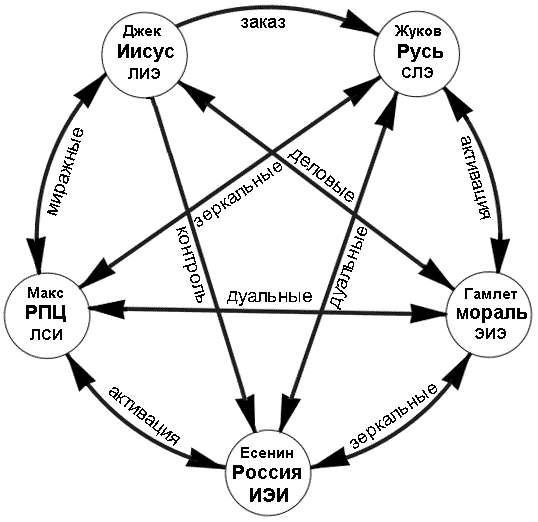 заказ
Джек
Иисус
ЛИЭ
Жуков
Русь
СЛЭ
миражные
зеркальные
деловые
активация
контроль
дуальные
дуальные
Макс
РПЦ
ЛСИ
Гамлет
мораль
ЭИЭ
активация
зеркальные
Есенин
Россия
ИЭИ